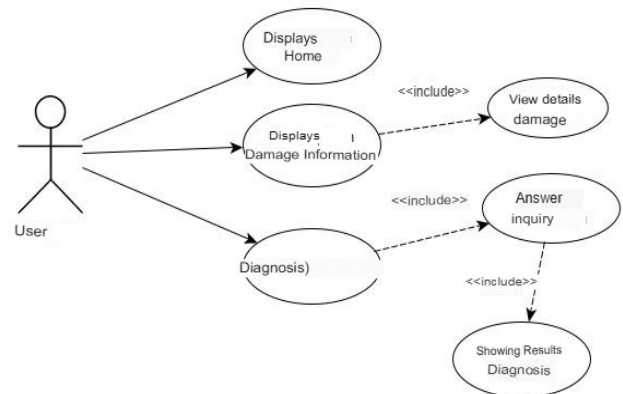 Displays
Home
<<include>>
View details
damage
Displays
Damage Information
User
<<include>>
Answer
inquiry
Diagnosis)
<<include>>
Showing Results
Diagnosis